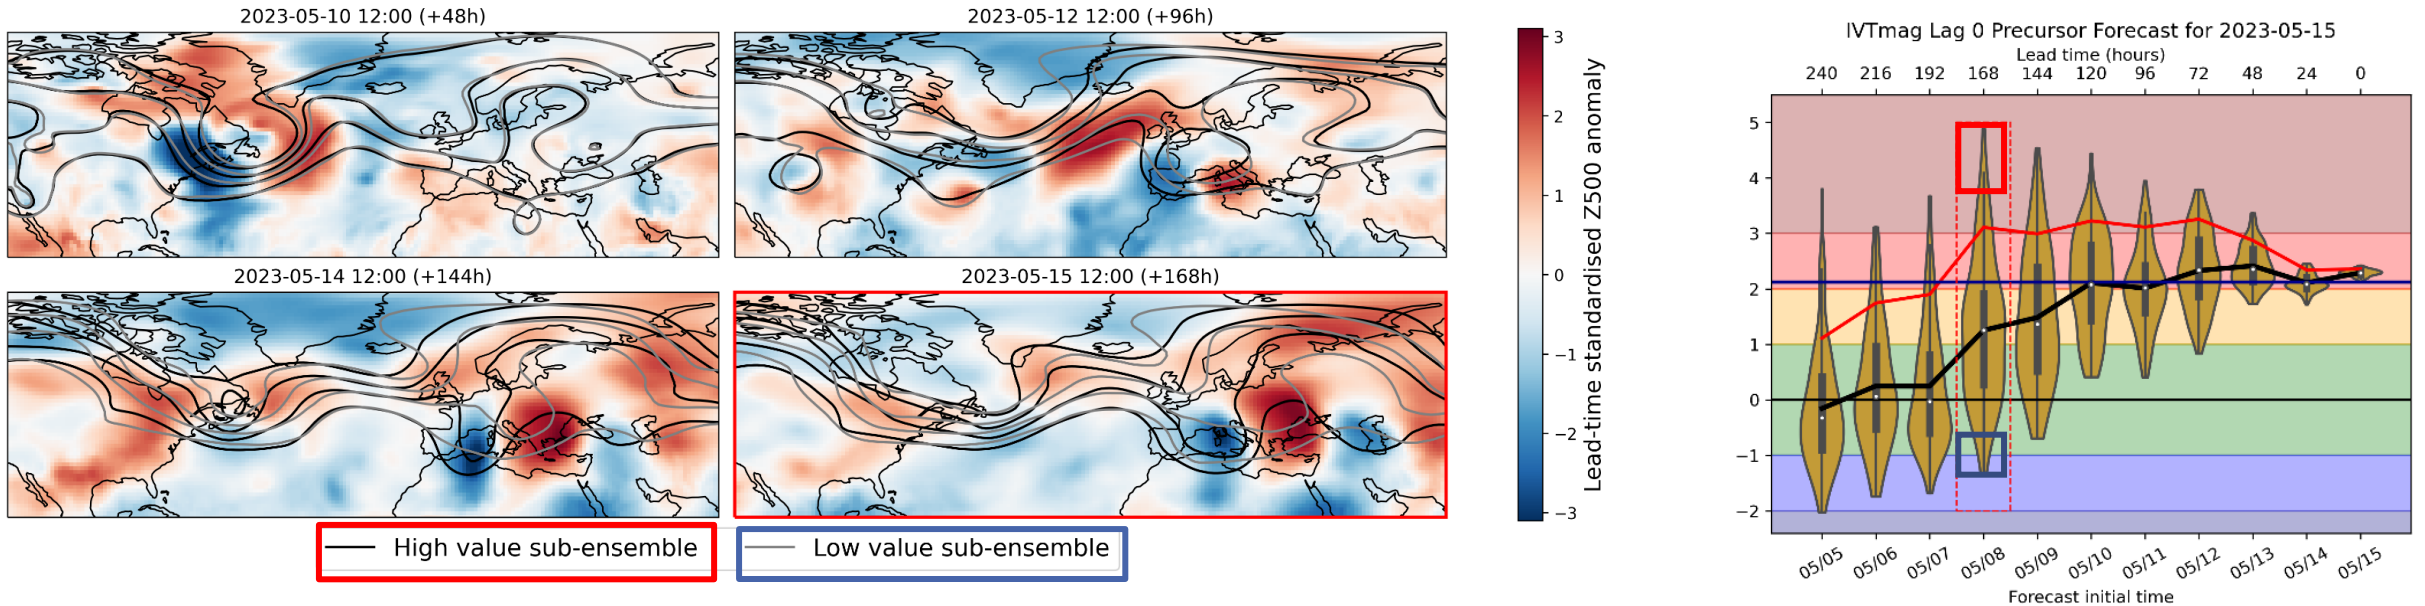 2023-05-10 12:00 (+48h)
2023-05-12 12:00 (+96h)
2023-05-14 12:00 (+144h)
2023-05-15 12:00 (+168h)
High value sub-ensemble
Low value sub-ensemble
3
2
1
0
−1
−2
−3
Lead-time standardised Z500 anomaly
IVTmag Lag 0 Precursor Forecast for 2023-05-15
Lead time (hours)
240 216 192 168 144 120 96 72 48 24 0
5
4
3
2
1
0
−1
−2
05/05 05/06 05/07 05/08 05/09 05/10 05/11 05/12 05/13 05/14 05/15
Forecast initial time